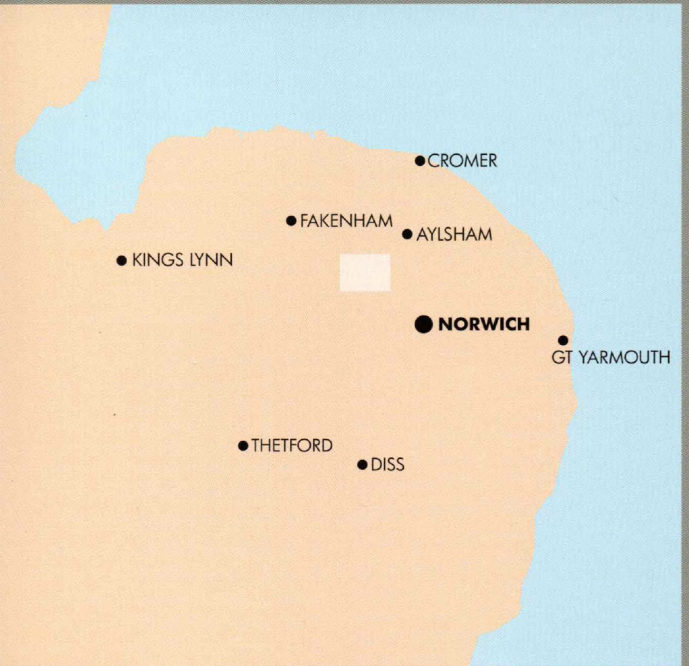 CROMER
FAKENHAM
AYLSHAM
KINGS LYNN
NORWICH
GT YARMOUTH
THETFORD
DISS